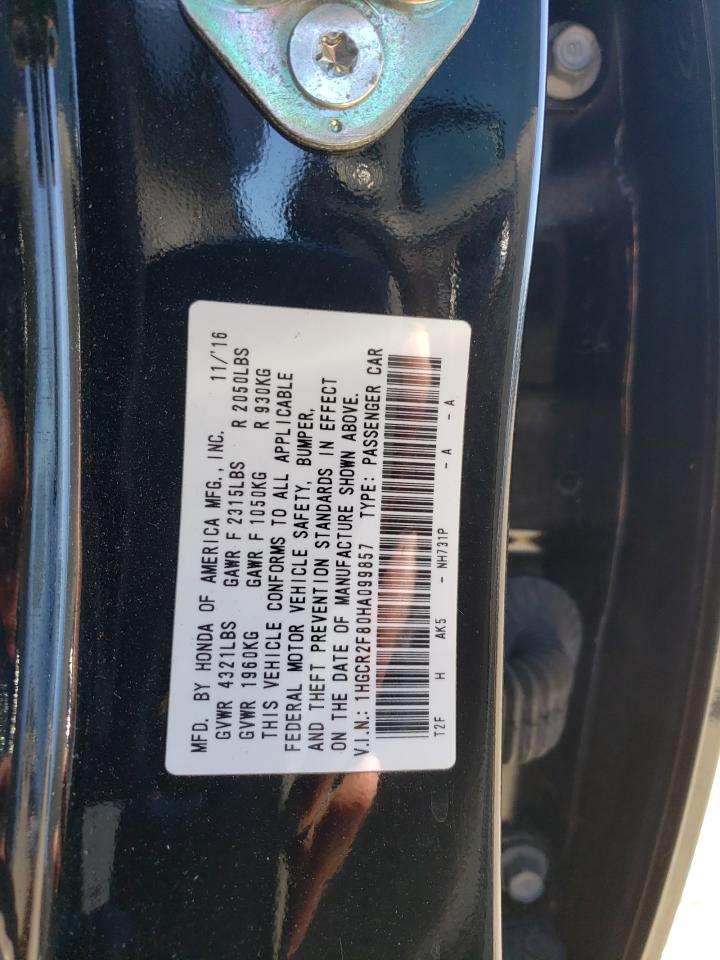 MFD. BY HONDA OF AMERICA MFG., INC. 11/'16
GVWR 4321LBS GAWR F 2315LBS R 2050LBS
GVWR 1960KG GAWR F 1050KG R 930KG
THIS VEHICLE CONFORMS TO ALL APPLICABLE
FEDERAL MOTOR VEHICLE SAFETY, BUMPER,
AND THEFT PREVENTION STANDARDS IN EFFECT
ON THE DATE OF MANUFACTURE SHOWN ABOVE.
V.I.N.: 1HGCR2F80HA099857 TYPE: PASSENGER CAR
T2F H AK5 - NH731P - A - A